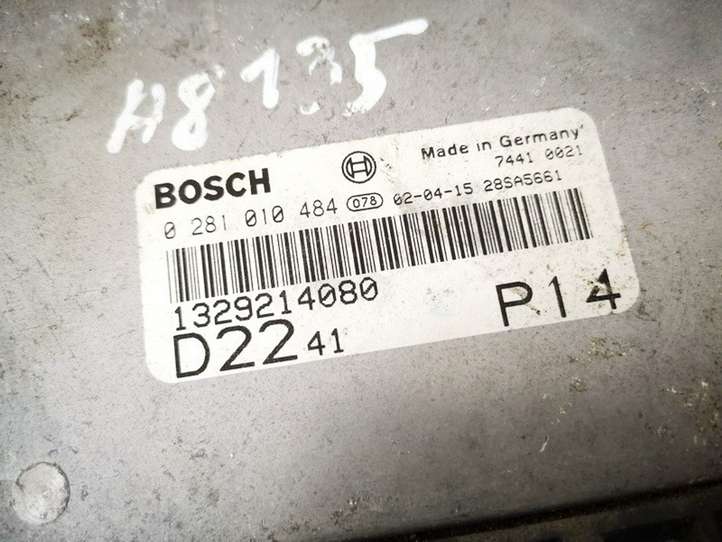 A8135
BOSCH
Made in Germany
7441 0021
0 281 010 484 078 02-04-15 28SA5661
1329214080
D22 41
P14